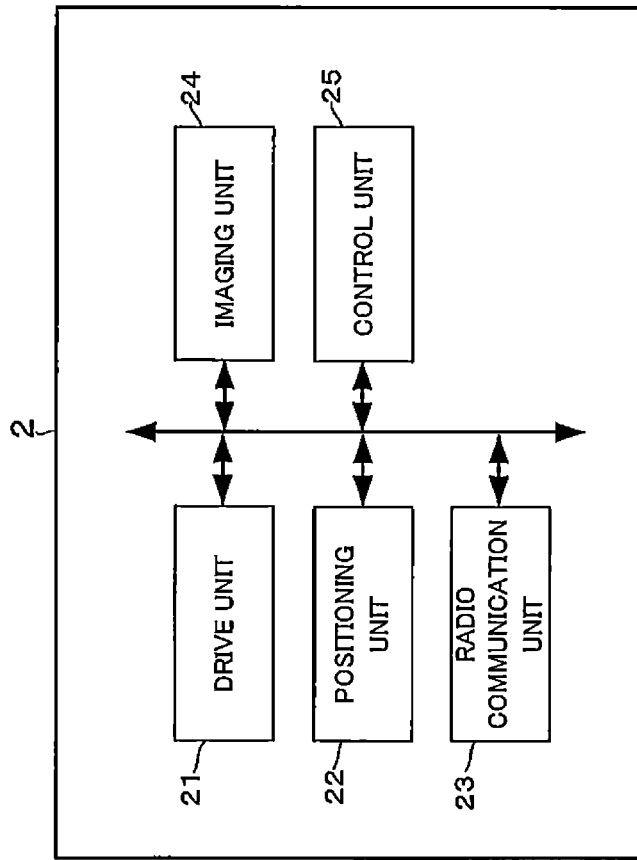 2
21
DRIVE UNIT
24
IMAGING UNIT
22
POSITIONING
UNIT
25
CONTROL UNIT
23
RADIO
COMMUNICATION
UNIT